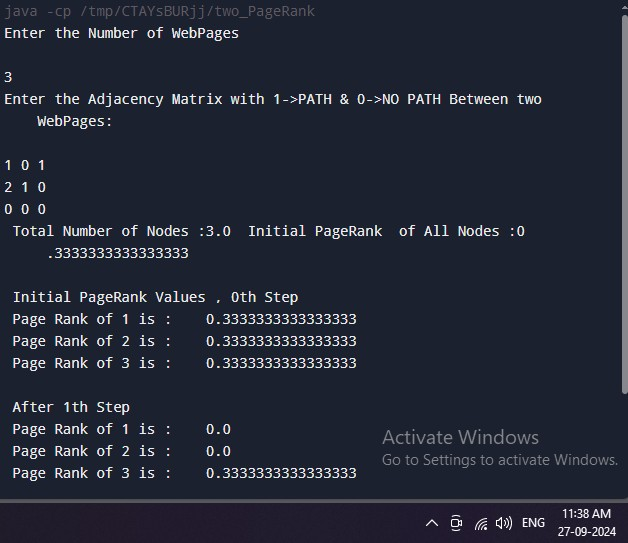 java -cp /tmp/CTAYsBURjj/two_PageRank
Enter the Number of WebPages
3
Enter the Adjacency Matrix with 1->PATH & 0->NO PATH Between two
WebPages:
1 0 1
2 1 0
0 0 0
Total Number of Nodes :3.0  Initial PageRank  of All Nodes :0
.3333333333333333
Initial PageRank Values , 0th Step
Page Rank of 1 is :    0.3333333333333333
Page Rank of 2 is :    0.3333333333333333
Page Rank of 3 is :    0.3333333333333333
After 1th Step
Page Rank of 1 is :    0.0
Page Rank of 2 is :    0.0
Page Rank of 3 is :    0.3333333333333333
Activate Windows
Go to Settings to activate Windows.
ENG
11:38 AM
27-09-2024